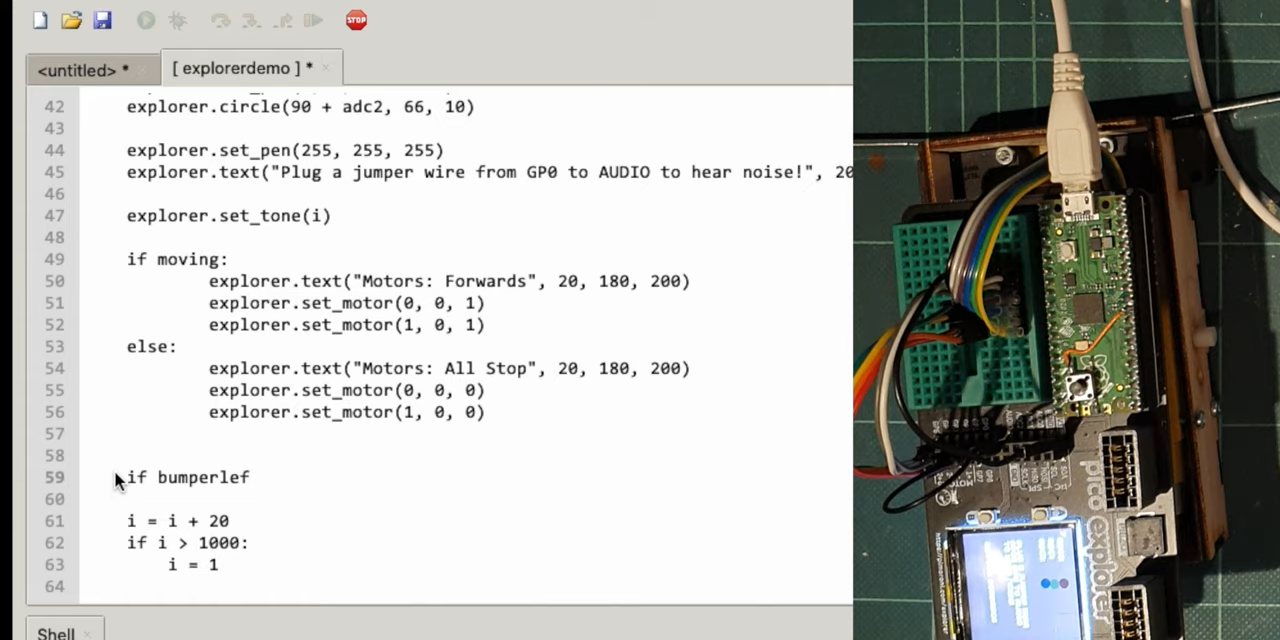 STOP
<untitled> *
[ explorerdemo ] *
42 explorer.circle(90 + adc2, 66, 10)
43
44 explorer.set_pen(255, 255, 255)
45 explorer.text("Plug a jumper wire from GP0 to AUDIO to hear noise!", 20
46
47 explorer.set_tone(i)
48
49 if moving:
50 explorer.text("Motors: Forwards", 20, 180, 200)
51 explorer.set_motor(0, 0, 1)
52 explorer.set_motor(1, 0, 1)
53 else:
54 explorer.text("Motors: All Stop", 20, 180, 200)
55 explorer.set_motor(0, 0, 0)
56 explorer.set_motor(1, 0, 0)
57
58
59 if bumperlef
60
61 i = i + 20
62 if i > 1000:
63 i = 1
64
Shell
pico explorer